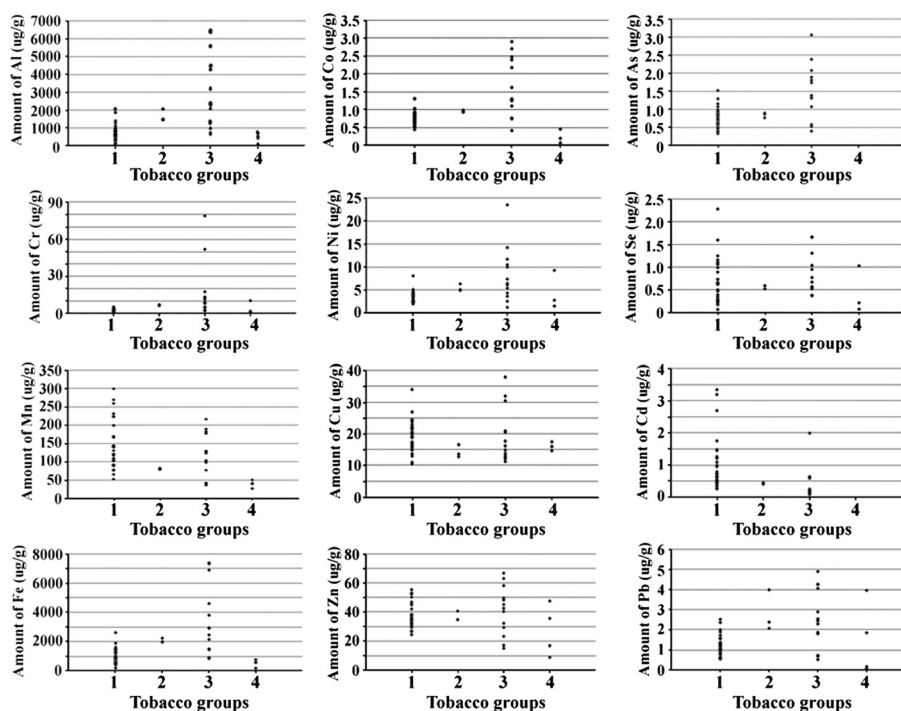 Amount of Al (ug/g)
7000
6000
5000
4000
3000
2000
1000
0
1 2 3 4
Tobacco groups
Amount of Co (ug/g)
3.5
3.0
2.5
2.0
1.5
1.0
0.5
0
1 2 3 4
Tobacco groups
Amount of As (ug/g)
3.5
3.0
2.5
2.0
1.5
1.0
0.5
0
1 2 3 4
Tobacco groups
Amount of Cr (ug/g)
90
60
30
0
1 2 3 4
Tobacco groups
Amount of Ni (ug/g)
25
20
15
10
5
0
1 2 3 4
Tobacco groups
Amount of Se (ug/g)
2.5
2.0
1.5
1.0
0.5
0
1 2 3 4
Tobacco groups
Amount of Mn (ug/g)
350
300
250
200
150
100
50
0
1 2 3 4
Tobacco groups
Amount of Cu (ug/g)
40
30
20
10
0
1 2 3 4
Tobacco groups
Amount of Cd (ug/g)
4
3
2
1
0
1 2 3 4
Tobacco groups
Amount of Fe (ug/g)
8000
6000
4000
2000
0
1 2 3 4
Tobacco groups
Amount of Zn (ug/g)
80
60
40
20
0
1 2 3 4
Tobacco groups
Amount of Pb (ug/g)
6
5
4
3
2
1
0
1 2 3 4
Tobacco groups